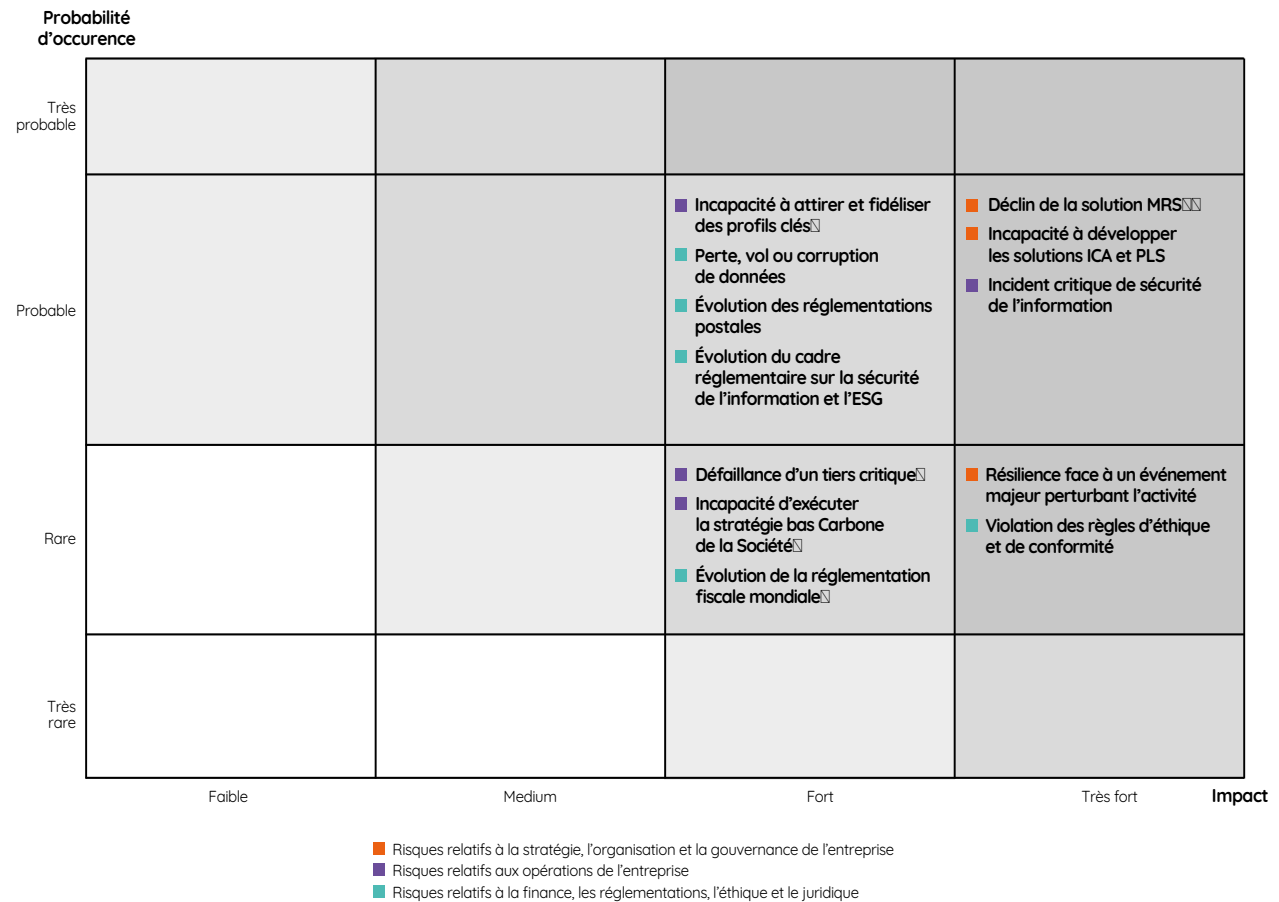 Probabilité
d’occurence
Très
probable
Probable
Incapacité à attirer et fidéliser
des profils clés
Perte, vol ou corruption
de données
Évolution des réglementations
postales
Évolution du cadre
réglementaire sur la sécurité
de l’information et l’ESG
Déclin de la solution MRS
Incapacité à développer
les solutions ICA et PLS
Incident critique de sécurité
de l’information
Rare
Défaillance d’un tiers critique
Incapacité d’exécuter
la stratégie bas Carbone
de la Société
Évolution de la réglementation
fiscale mondiale
Résilience face à un événement
majeur perturbant l’activité
Violation des règles d’éthique
et de conformité
Très
rare
Faible
Medium
Fort
Très fort
Impact
Risques relatifs à la stratégie, l’organisation et la gouvernance de l’entreprise
Risques relatifs aux opérations de l’entreprise
Risques relatifs à la finance, les réglementations, l’éthique et le juridique